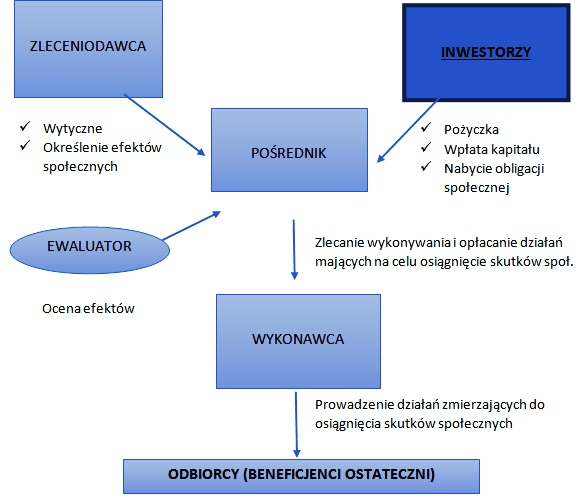 ZLECENIODAWCA
INWESTORZY
✓ Wytyczne
✓ Określenie efektów
społecznych
POŚREDNIK
✓ Pożyczka
✓ Wpłata kapitału
✓ Nabycie obligacji
społecznej
EWALUATOR
Zlecanie wykonywania i opłacanie działań
mających na celu osiągnięcie skutków społ.
Ocena efektów
WYKONAWCA
Prowadzenie działań zmierzających do
osiągnięcia skutków społecznych
ODBIORCY (BENEFICJENCI OSTATECZNI)